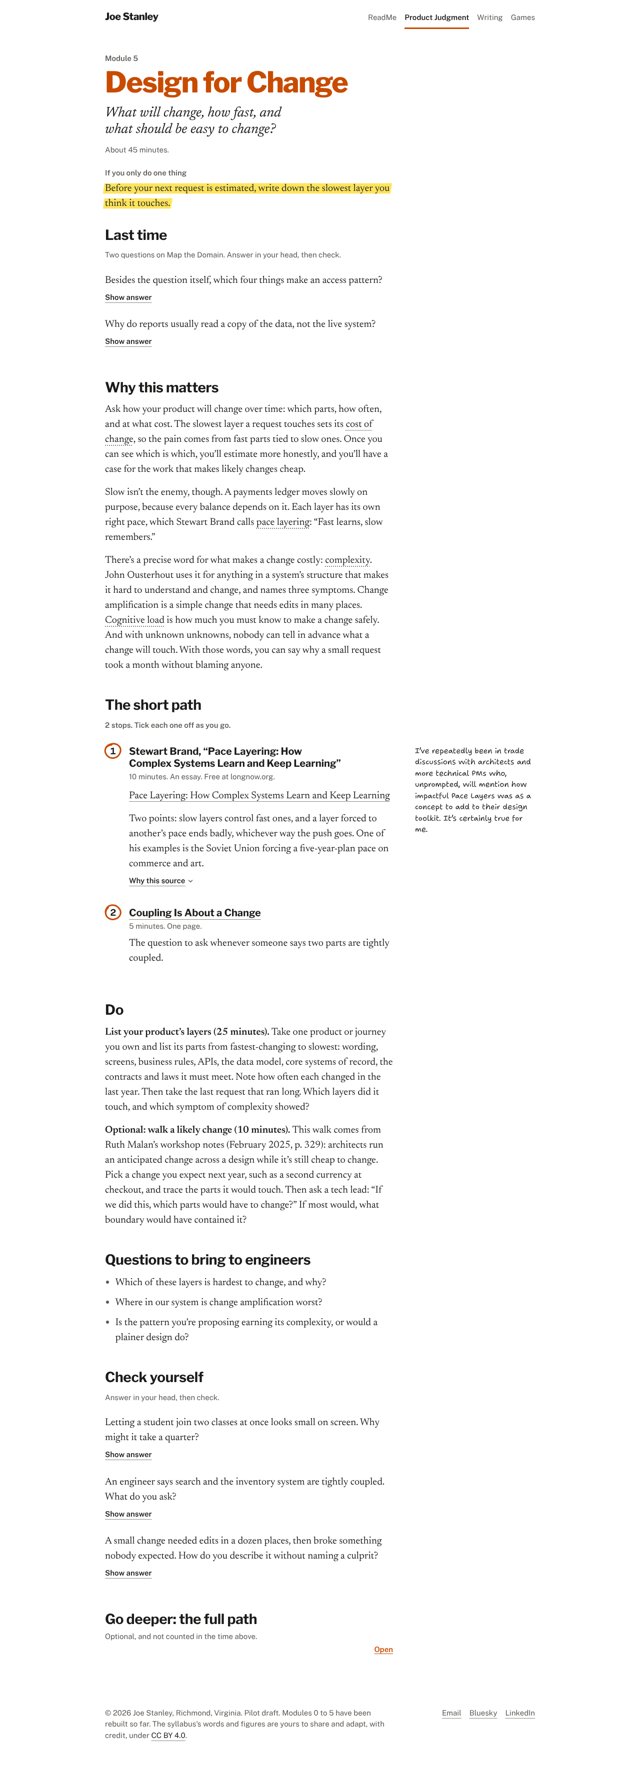 Joe Stanley
ReadMe Product Judgment Writing Games
Module 5
Design for Change
What will change, how fast, and
what should be easy to change?
About 45 minutes.
If you only do one thing
Before your next request is estimated, write down the slowest layer you
think it touches.
Last time
Two questions on Map the Domain. Answer in your head, then check.
Besides the question itself, which four things make an access pattern?
Show answer
Why do reports usually read a copy of the data, not the live system?
Show answer
Why this matters
Ask how your product will change over time: which parts, how often,
and at what cost. The slowest layer a request touches sets its cost of
change, so the pain comes from fast parts tied to slow ones. Once you
can see which is which, you'll estimate more honestly, and you'll have a
case for the work that makes likely changes cheap.
Slow isn't the enemy, though. A payments ledger moves slowly on
purpose, because every balance depends on it. Each layer has its own
right pace, which Stewart Brand calls pace layering: “Fast learns, slow
remembers.”
There's a precise word for what makes a change costly: complexity.
John Ousterhout uses it for anything in a system's structure that makes
it hard to understand and change, and names three symptoms. Change
amplification is a simple change that needs edits in many places.
Cognitive load is how much you must know to make a change safely.
And with unknown unknowns, nobody can tell in advance what a
change will touch. With those words, you can say why a small request
took a month without blaming anyone.
The short path
2 stops. Tick each one off as you go.
1
Stewart Brand, “Pace Layering: How
Complex Systems Learn and Keep Learning”
10 minutes. An essay. Free at longnow.org.
Pace Layering: How Complex Systems Learn and Keep Learning
Two points: slow layers control fast ones, and a layer forced to
another's pace ends badly, whichever way the push goes. One of
his examples is the Soviet Union forcing a five-year-plan pace on
commerce and art.
Why this source
I've repeatedly been in trade
discussions with architects and
more technical PMs who,
unprompted, will mention how
impactful Pace Layers was as a
concept to add to their design
toolkit. It's certainly true for
me.
2
Coupling Is About a Change
5 minutes. One page.
The question to ask whenever someone says two parts are tightly
coupled.
Do
List your product's layers (25 minutes). Take one product or journey
you own and list its parts from fastest-changing to slowest: wording,
screens, business rules, APIs, the data model, core systems of record, the
contracts and laws it must meet. Note how often each changed in the
last year. Then take the last request that ran long. Which layers did it
touch, and which symptom of complexity showed?
Optional: walk a likely change (10 minutes). This walk comes from
Ruth Malan's workshop notes (February 2025, p. 329): architects run
an anticipated change across a design while it's still cheap to change.
Pick a change you expect next year, such as a second currency at
checkout, and trace the parts it would touch. Then ask a tech lead: “If
we did this, which parts would have to change?” If most would, what
boundary would have contained it?
Questions to bring to engineers
• Which of these layers is hardest to change, and why?
• Where in our system is change amplification worst?
• Is the pattern you're proposing earning its complexity, or would a
plainer design do?
Check yourself
Answer in your head, then check.
Letting a student join two classes at once looks small on screen. Why
might it take a quarter?
Show answer
An engineer says search and the inventory system are tightly coupled.
What do you ask?
Show answer
A small change needed edits in a dozen places, then broke something
nobody expected. How do you describe it without naming a culprit?
Show answer
Go deeper: the full path
Optional, and not counted in the time above.
Open
© 2026 Joe Stanley, Richmond, Virginia. Pilot draft. Modules 0 to 5 have been
rebuilt so far. The syllabus's words and figures are yours to share and adapt, with
credit, under CC BY 4.0.
Email Bluesky LinkedIn